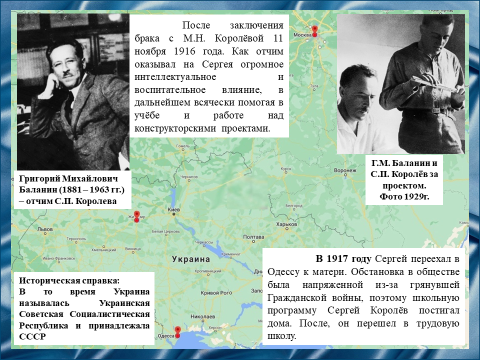 После заключения
брака с М.Н. Королёвой 11
ноября 1916 года. Как отчим
оказывал на Сергея огромное
интеллектуальное и
воспитательное влияние, в
дальнейшем всячески помогая в
учёбе и работе над
конструкторскими проектами.
Москва
Григорий Михайлович
Баланин (1881 – 1963 гг.)
– отчим С.П. Королева
Г.М. Баланин и
С.П. Королёв за
проектом.
Фото 1929г.
Воронеж
Киев
Львов
Полтава
Харьков
Украина
Кривой Рог
Запорожье
Николаев
Одесса
Историческая справка:
В то время Украина
называлась Украинская
Советская Социалистическая
Республика и принадлежала
СССР
В 1917 году Сергей переехал в
Одессу к матери. Обстановка в обществе
была напряженной из-за грянувшей
Гражданской войны, поэтому школьную
программу Сергей Королёв постигал
дома. После, он перешел в трудовую
школу.